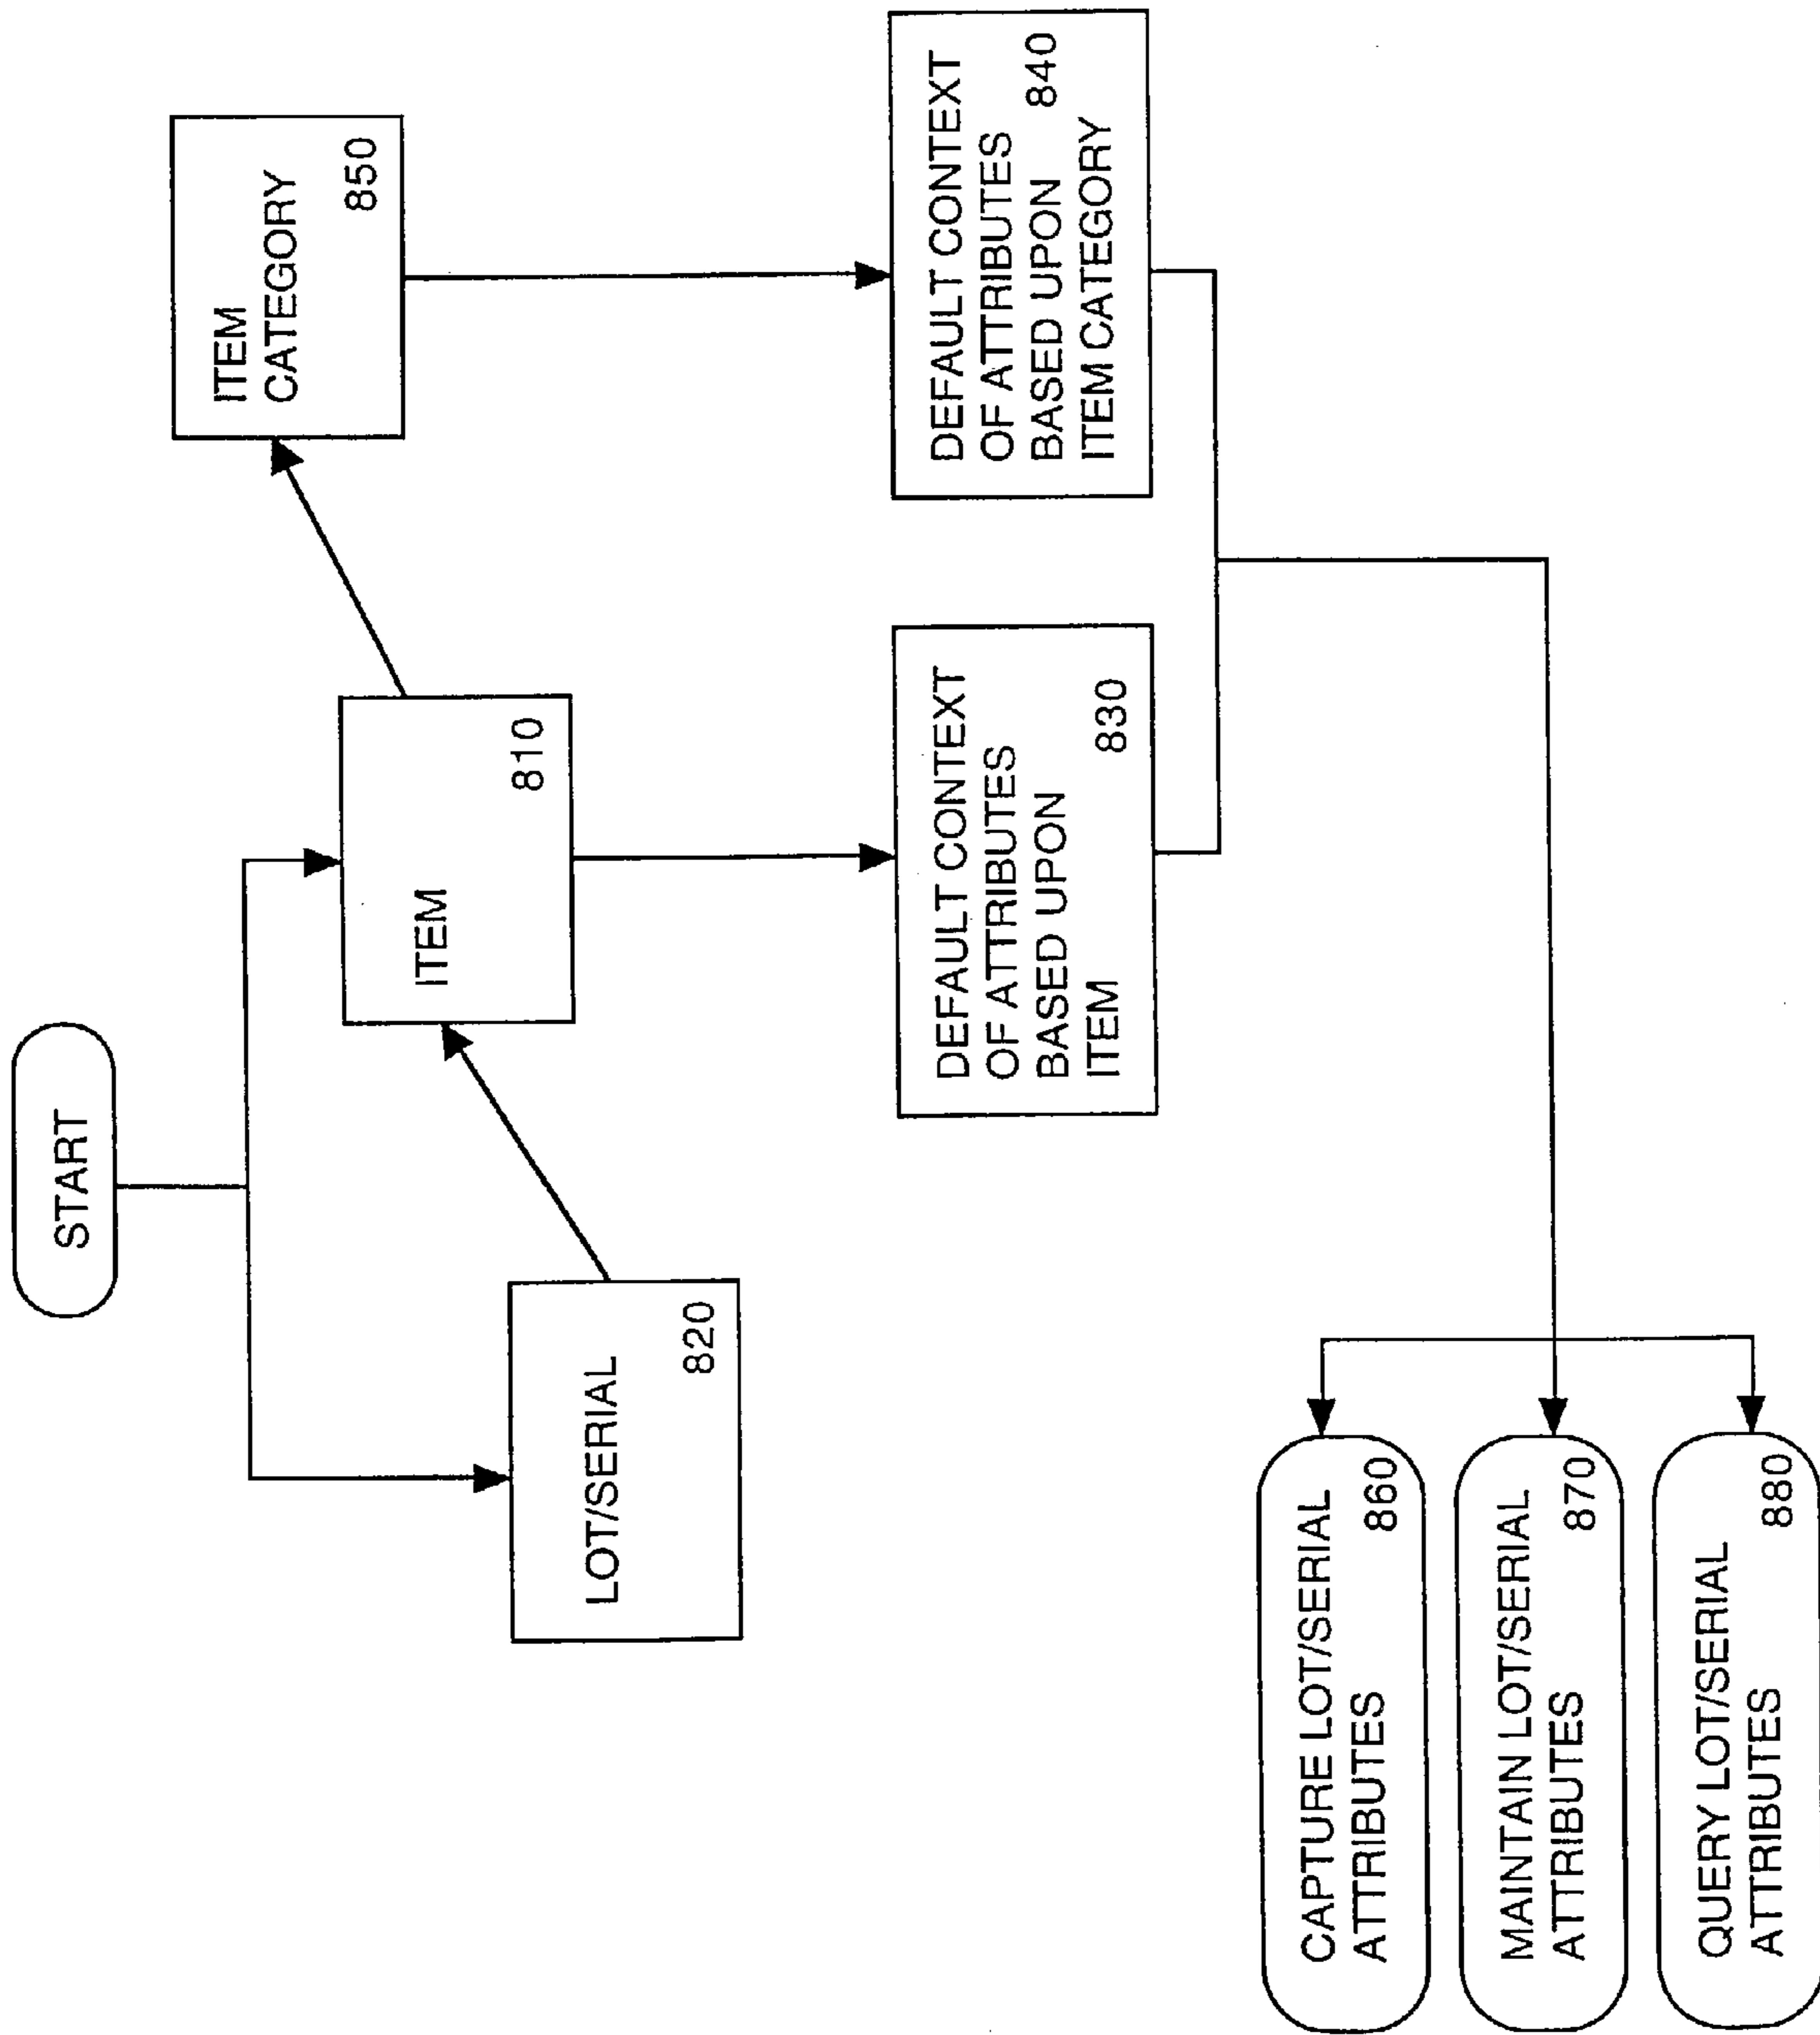 START
LOT/SERIAL
820
ITEM
810
ITEM
CATEGORY
850
DEFAULT CONTEXT
OF ATTRIBUTES
BASED UPON
ITEM 830
DEFAULT CONTEXT
OF ATTRIBUTES
BASED UPON 840
ITEM CATEGORY
CAPTURE LOT/SERIAL
ATTRIBUTES 860
MAINTAIN LOT/SERIAL
ATTRIBUTES 870
QUERY LOT/SERIAL
ATTRIBUTES 880